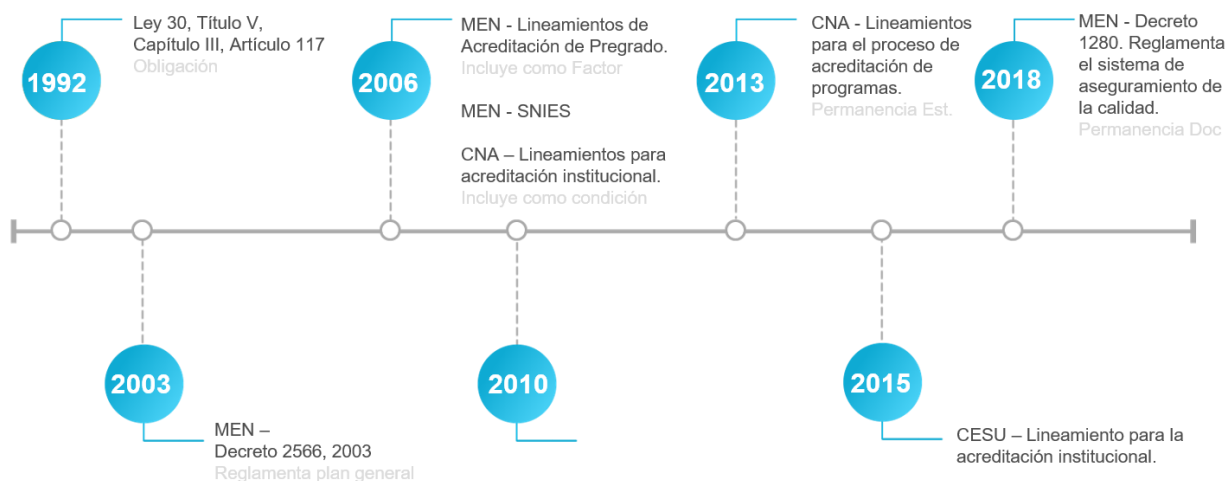 1992
Ley 30, Título V,
Capítulo III, Artículo 117
Obligación
2006
MEN - Lineamientos de
Acreditación de Pregrado.
Incluye como Factor
MEN - SNIES
CNA – Lineamientos para
acreditación institucional.
Incluye como condición
2013
CNA - Lineamientos
para el proceso de
acreditación de
programas.
Permanencia Est.
2018
MEN - Decreto
1280. Reglamenta
el sistema de
aseguramiento de
la calidad.
Permanencia Doc
2003
MEN –
Decreto 2566, 2003
Reglamenta plan general
2010
2015
CESU – Lineamiento para la
acreditación institucional.